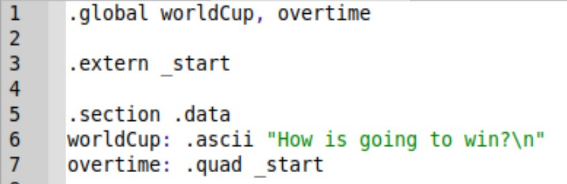 1 .global worldCup, overtime
2
3 .extern _start
4
5 .section .data
6 worldCup: .ascii "How is going to win?\n"
7 overtime: .quad _start